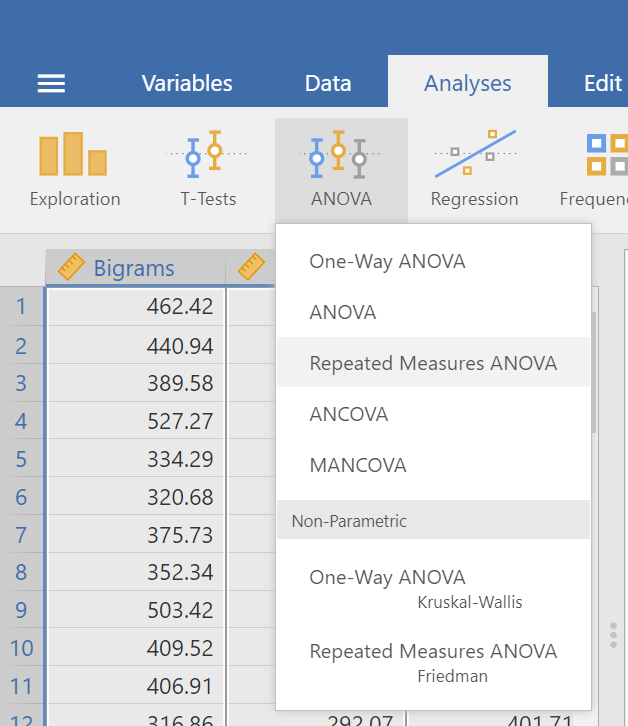 Variables Data Analyses Edit
Exploration T-Tests ANOVA Regression Frequen
One-Way ANOVA
Bigrams
1 462.42
ANOVA
2 440.94
Repeated Measures ANOVA
3 389.58
ANCOVA
4 527.27
MANCOVA
5 334.29
6 320.68
Non-Parametric
7 375.73
One-Way ANOVA
8 352.34
Kruskal-Wallis
9 503.42
Repeated Measures ANOVA
10 409.52
Friedman
11 406.91
12 316.86 292.07 401.71